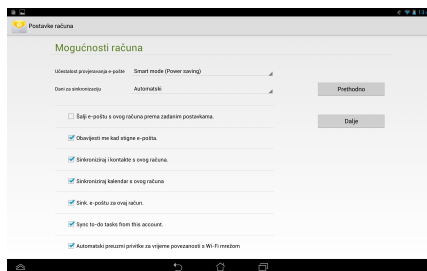 Postavke računa
Mogućnosti računa
Učestalost provjeravanja e-pošte Smart mode (Power saving)
Dani za sinkronizaciju Automatski
Prethodno
Šalji e-poštu s ovog računa prema zadanim postavkama.
Dalje
Obavijesti me kad stigne e-pošta.
Sinkroniziraj i kontakte s ovog računa.
Sinkroniziraj kalendar s ovog računa
Sink. e-poštu za ovaj račun.
Sync to-do tasks from this account.
Automatski preuzmi privitke za vrijeme povezanosti s Wi-Fi mrežom